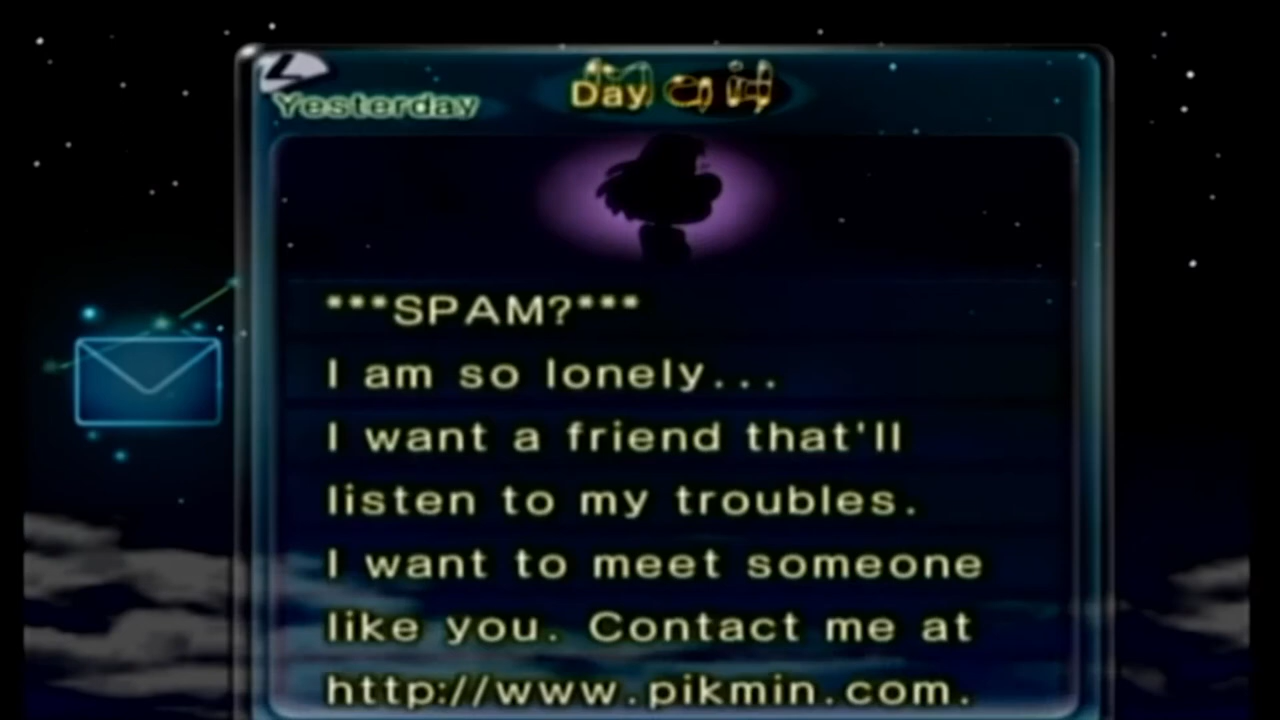 Yesterday
Day
***SPAM?***
I am so lonely...
I want a friend that'll
listen to my troubles.
I want to meet someone
like you. Contact me at
http://www.pikmin.com.